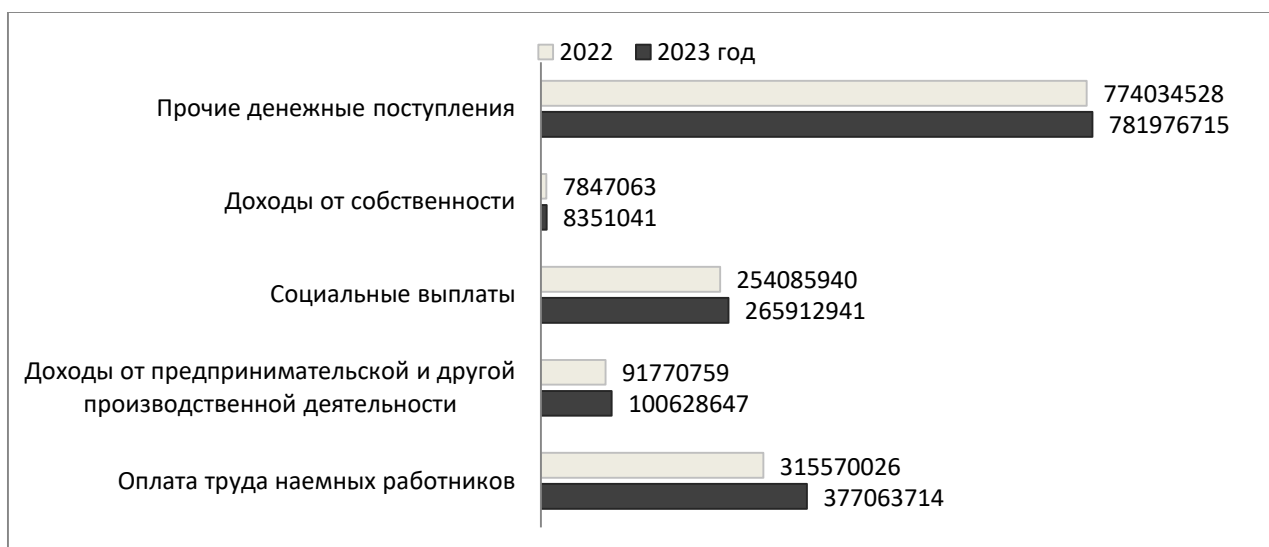 2022 2023 год
Прочие денежные поступления
774034528
781976715
Доходы от собственности
7847063
8351041
Социальные выплаты
254085940
265912941
Доходы от предпринимательской и другой
производственной деятельности
91770759
100628647
Оплата труда наемных работников
315570026
377063714